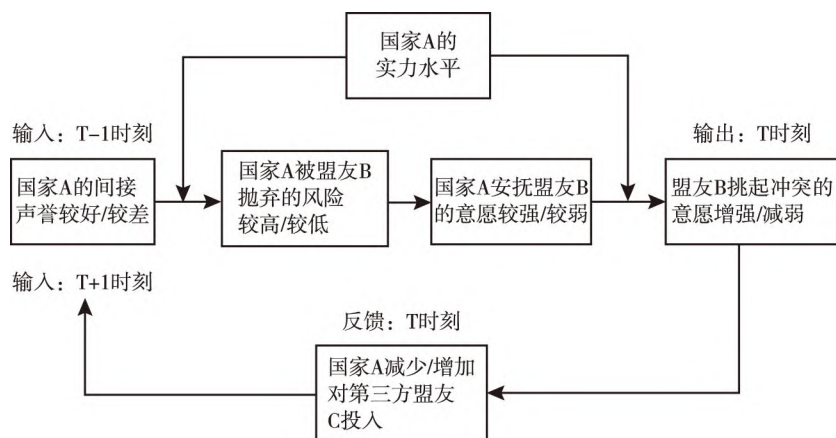 国家A的
实力水平
输入：T-1时刻
输出：T时刻
国家A的间接
声誉较好/较差
国家A被盟友B
抛弃的风险
较高/较低
国家A安抚盟友B
的意愿较强/较弱
盟友B挑起冲突的
意愿增强/减弱
输入：T+1时刻
反馈：T时刻
国家A减少/增加
对第三方盟友
C投入